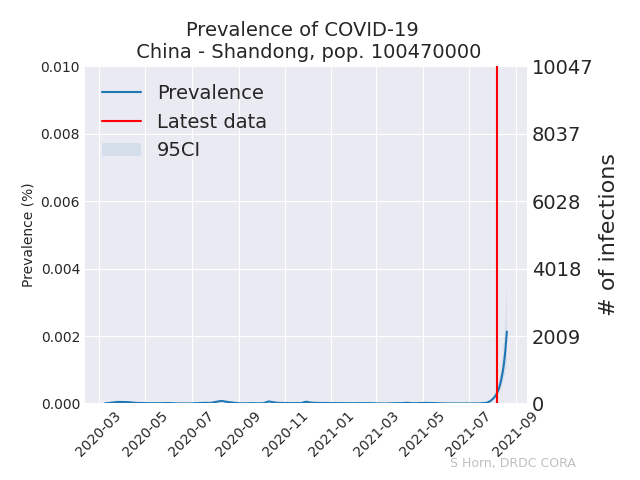 Prevalence of COVID-19
China - Shandong, pop. 100470000
Prevalence
Latest data
95CI
0.010
0.008
0.006
0.004
0.002
0.000
Prevalence (%)
10047
8037
6028
4018
2009
0
# of infections
2020-03
2020-05
2020-07
2020-09
2020-11
2021-01
2021-03
2021-05
2021-07
2021-09
S Horn, DRDC CORA